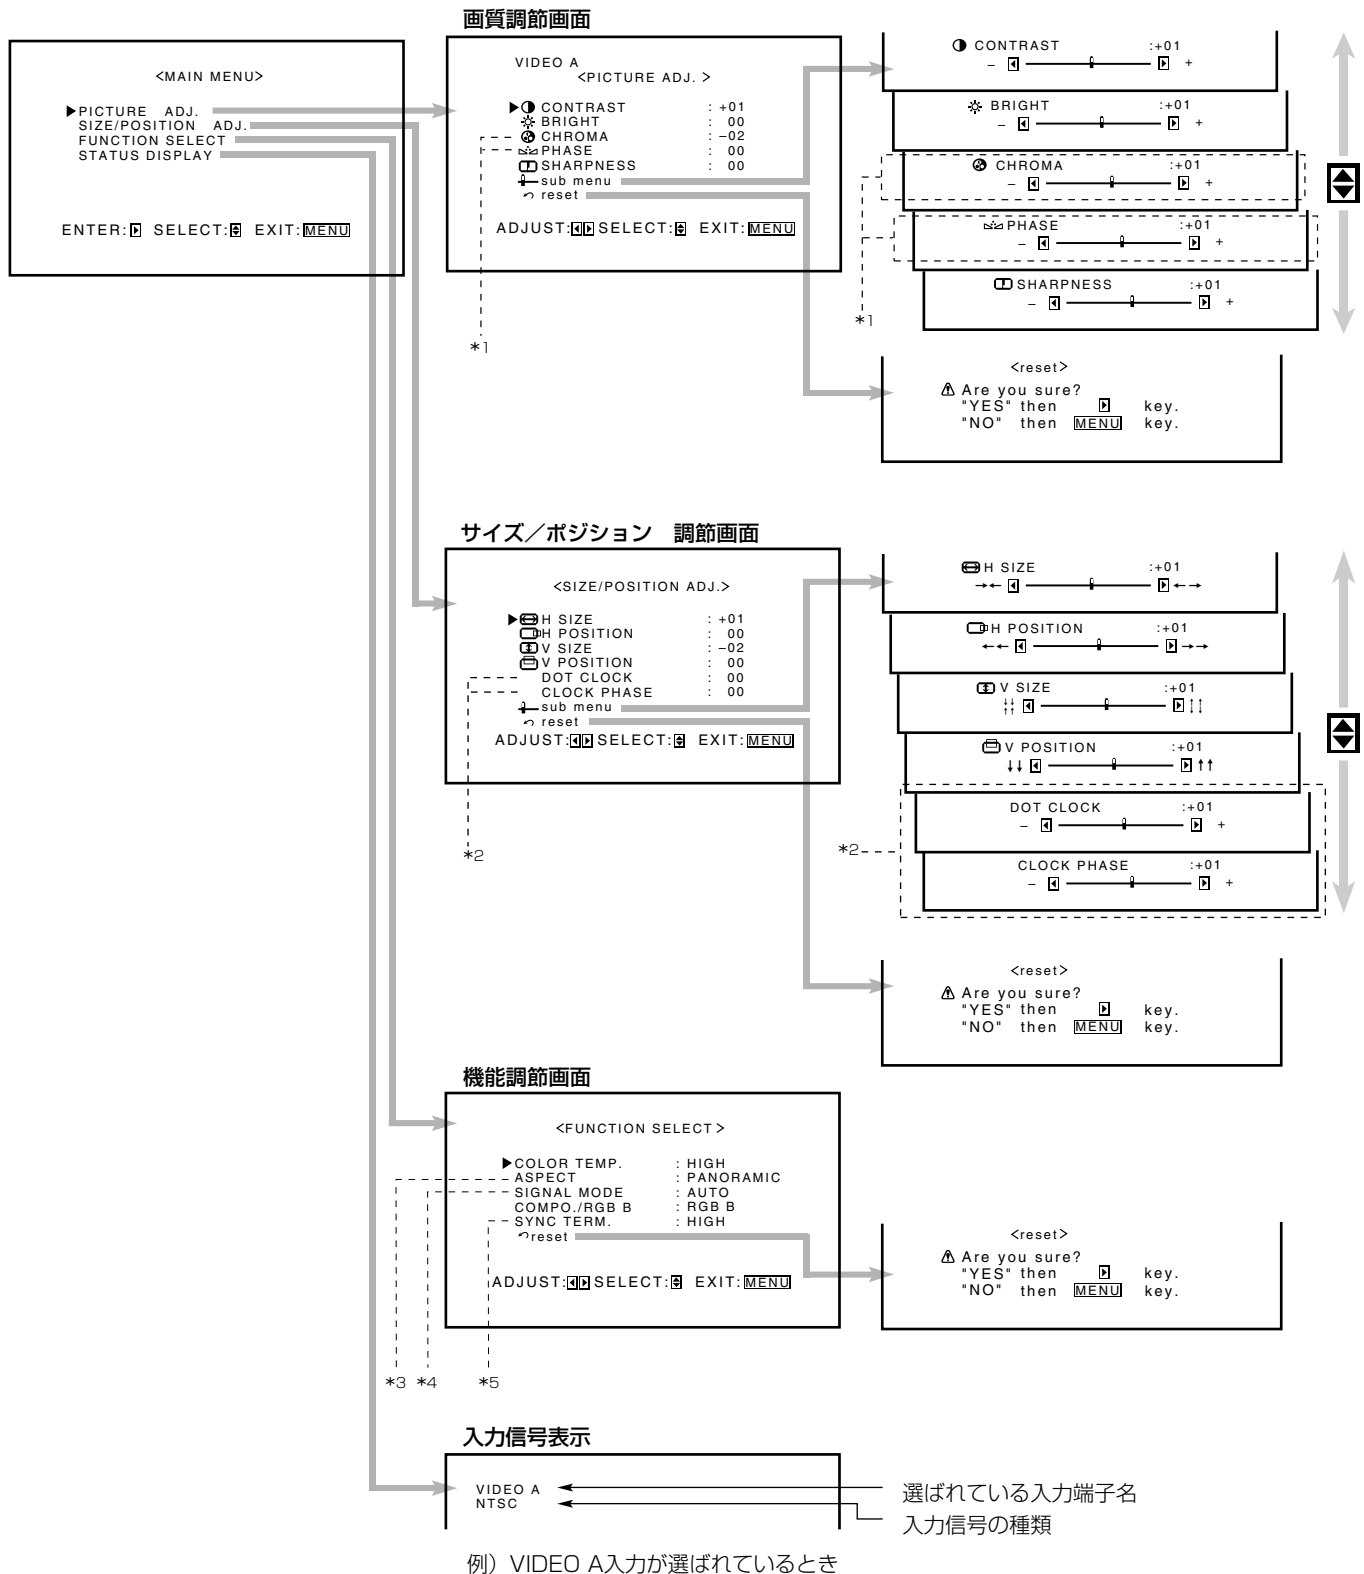 <MAIN MENU>
▶PICTURE ADJ.
SIZE/POSITION ADJ.
FUNCTION SELECT
STATUS DISPLAY
ENTER:▶ SELECT:◆ EXIT:MENU
画質調節画面
VIDEO A
<PICTURE ADJ. >
▶CONTRAST : +01
BRIGHT : 00
CHROMA : −02
PHASE : 00
SHARPNESS : 00
sub menu
reset
ADJUST:◀▶ SELECT:◆ EXIT:MENU
*1
CONTRAST :+01
− ◀ ▶ +
BRIGHT :+01
− ◀ ▶ +
CHROMA :+01
− ◀ ▶ +
PHASE :+01
− ◀ ▶ +
SHARPNESS :+01
− ◀ ▶ +
*1
<reset>
Are you sure?
"YES" then ▶ key.
"NO" then MENU key.
サイズ／ポジション 調節画面
<SIZE/POSITION ADJ.>
▶H SIZE : +01
H POSITION : 00
V SIZE : −02
V POSITION : 00
DOT CLOCK : 00
CLOCK PHASE : 00
sub menu
reset
ADJUST:◀▶ SELECT:◆ EXIT:MENU
*2
H SIZE :+01
→← ◀ ▶ ←→
H POSITION :+01
←← ◀ ▶ →→
V SIZE :+01
↓↓
↑↑ ◀ ▶ ↕↕
V POSITION :+01
↓↓ ◀ ▶ ↑↑
DOT CLOCK :+01
− ◀ ▶ +
CLOCK PHASE :+01
− ◀ ▶ +
*2
<reset>
Are you sure?
"YES" then ▶ key.
"NO" then MENU key.
機能調節画面
<FUNCTION SELECT>
▶COLOR TEMP. : HIGH
ASPECT : PANORAMIC
SIGNAL MODE : AUTO
COMPO./RGB B : RGB B
SYNC TERM. : HIGH
reset
ADJUST:◀▶ SELECT:◆ EXIT:MENU
*3 *4 *5
<reset>
Are you sure?
"YES" then ▶ key.
"NO" then MENU key.
入力信号表示
VIDEO A
NTSC
選ばれている入力端子名
入力信号の種類
例）VIDEO A入力が選ばれているとき